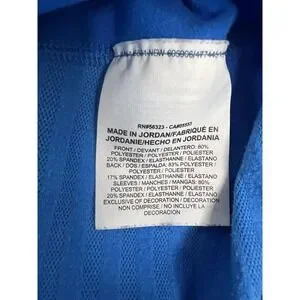 RN#56323 - CA#05553
MADE IN JORDAN/FABRIQUÉ EN
JORDANIE/HECHO EN JORDANIA
FRONT / DEVANT / DELANTERO: 80%
POLYESTER / POLYESTER / POLIESTER
20% SPANDEX / ELASTHANNE / ELASTANO
BACK / DOS / ESPALDA: 83% POLYESTER
/ POLYESTER / POLIESTER
17% SPANDEX / ELASTHANNE / ELASTANO
SLEEVES / MANCHES / MANGAS: 80%
POLYESTER / POLYESTER / POLIESTER
20% SPANDEX / ELASTHANNE / ELASTANO
EXCLUSIVE OF DECORATION / DECORATION
NON COMPRISE / NO INCLUYE LA
DECORACIÓN